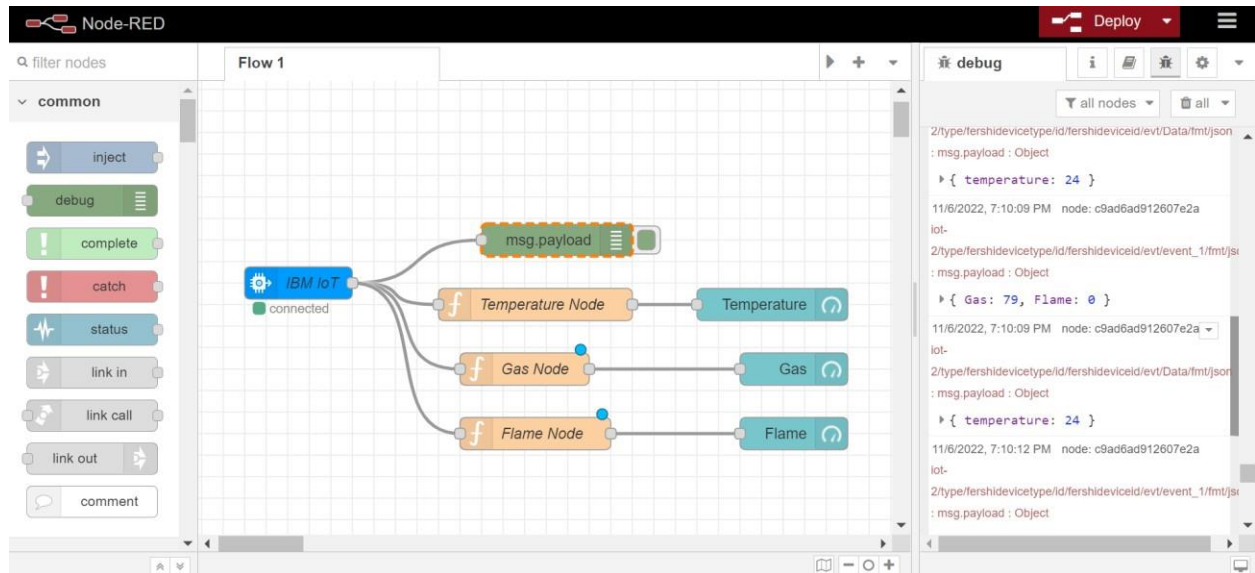 Node-RED
Deploy
filter nodes
common
inject
debug
complete
catch
status
link in
link call
link out
comment
Flow 1
msg.payload
IBM IoT
connected
Temperature Node
Temperature
Gas Node
Gas
Flame Node
Flame
debug
i
all nodes
all
2/type/fershidevicetype/id/fershideviceid/evt/Data/fmt/json
: msg.payload : Object
{ temperature: 24 }
11/6/2022, 7:10:09 PM node: c9ad6ad912607e2a
iot-
2/type/fershidevicetype/id/fershideviceid/evt/event_1/fmt/js
: msg.payload : Object
{ Gas: 79, Flame: 0 }
11/6/2022, 7:10:09 PM node: c9ad6ad912607e2a
iot-
2/type/fershidevicetype/id/fershideviceid/evt/Data/fmt/json
: msg.payload : Object
{ temperature: 24 }
11/6/2022, 7:10:12 PM node: c9ad6ad912607e2a
iot-
2/type/fershidevicetype/id/fershideviceid/evt/event_1/fmt/js
: msg.payload : Object